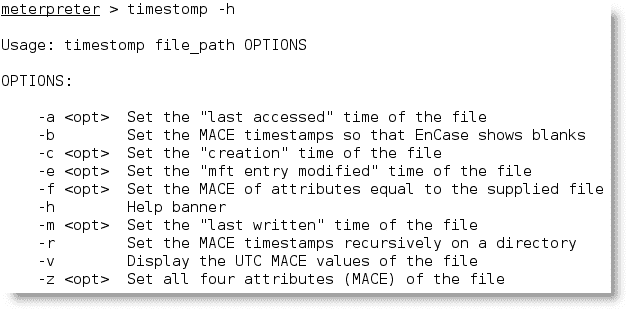 meterpreter > timestomp -h
Usage: timestomp file_path OPTIONS
OPTIONS:
-a <opt> Set the "last accessed" time of the file
-b Set the MACE timestamps so that EnCase shows blanks
-c <opt> Set the "creation" time of the file
-e <opt> Set the "mft entry modified" time of the file
-f <opt> Set the MACE of attributes equal to the supplied file
-h Help banner
-m <opt> Set the "last written" time of the file
-r Set the MACE timestamps recursively on a directory
-v Display the UTC MACE values of the file
-z <opt> Set all four attributes (MACE) of the file